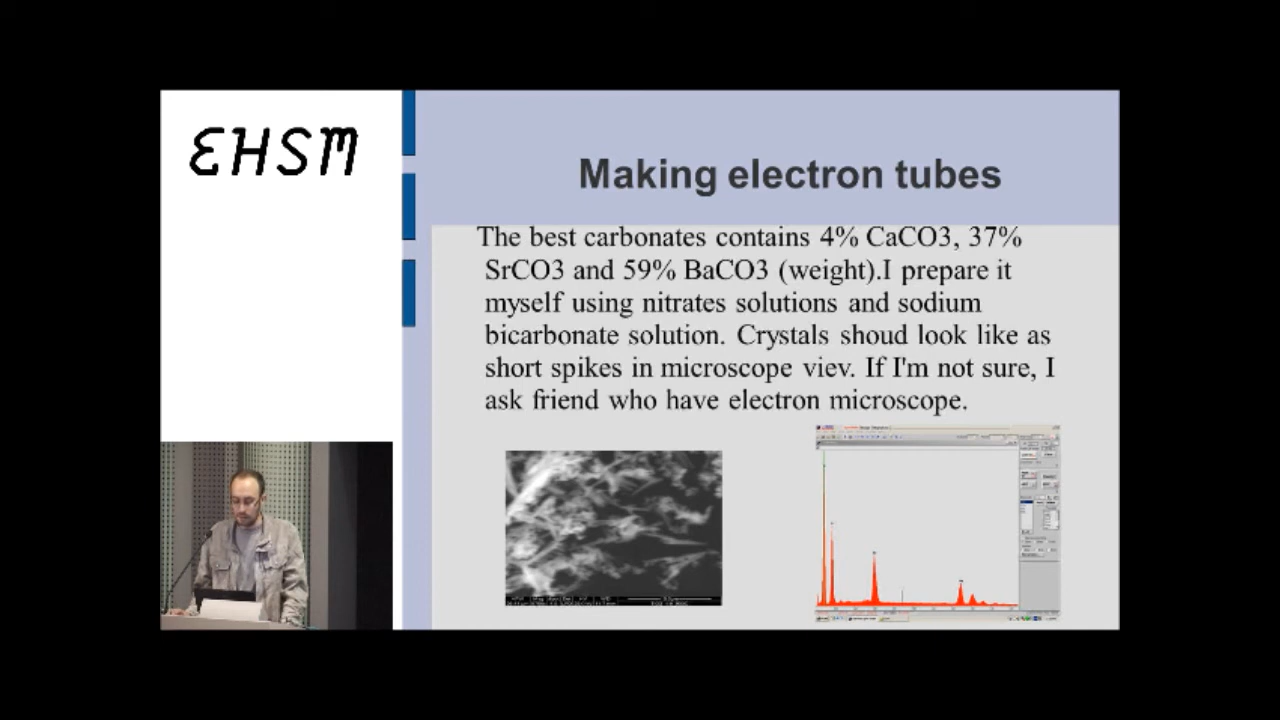 EHSM
Making electron tubes
The best carbonates contains 4% CaCO3, 37%
SrCO3 and 59% BaCO3 (weight).I prepare it
myself using nitrates solutions and sodium
bicarbonate solution. Crystals shoud look like as
short spikes in microscope viev. If I'm not sure, I
ask friend who have electron microscope.